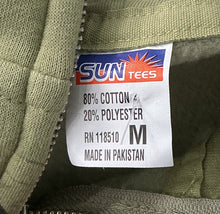 SUN TEES
80% COTTON
20% POLYESTER
RN 118510 M
MADE IN PAKISTAN